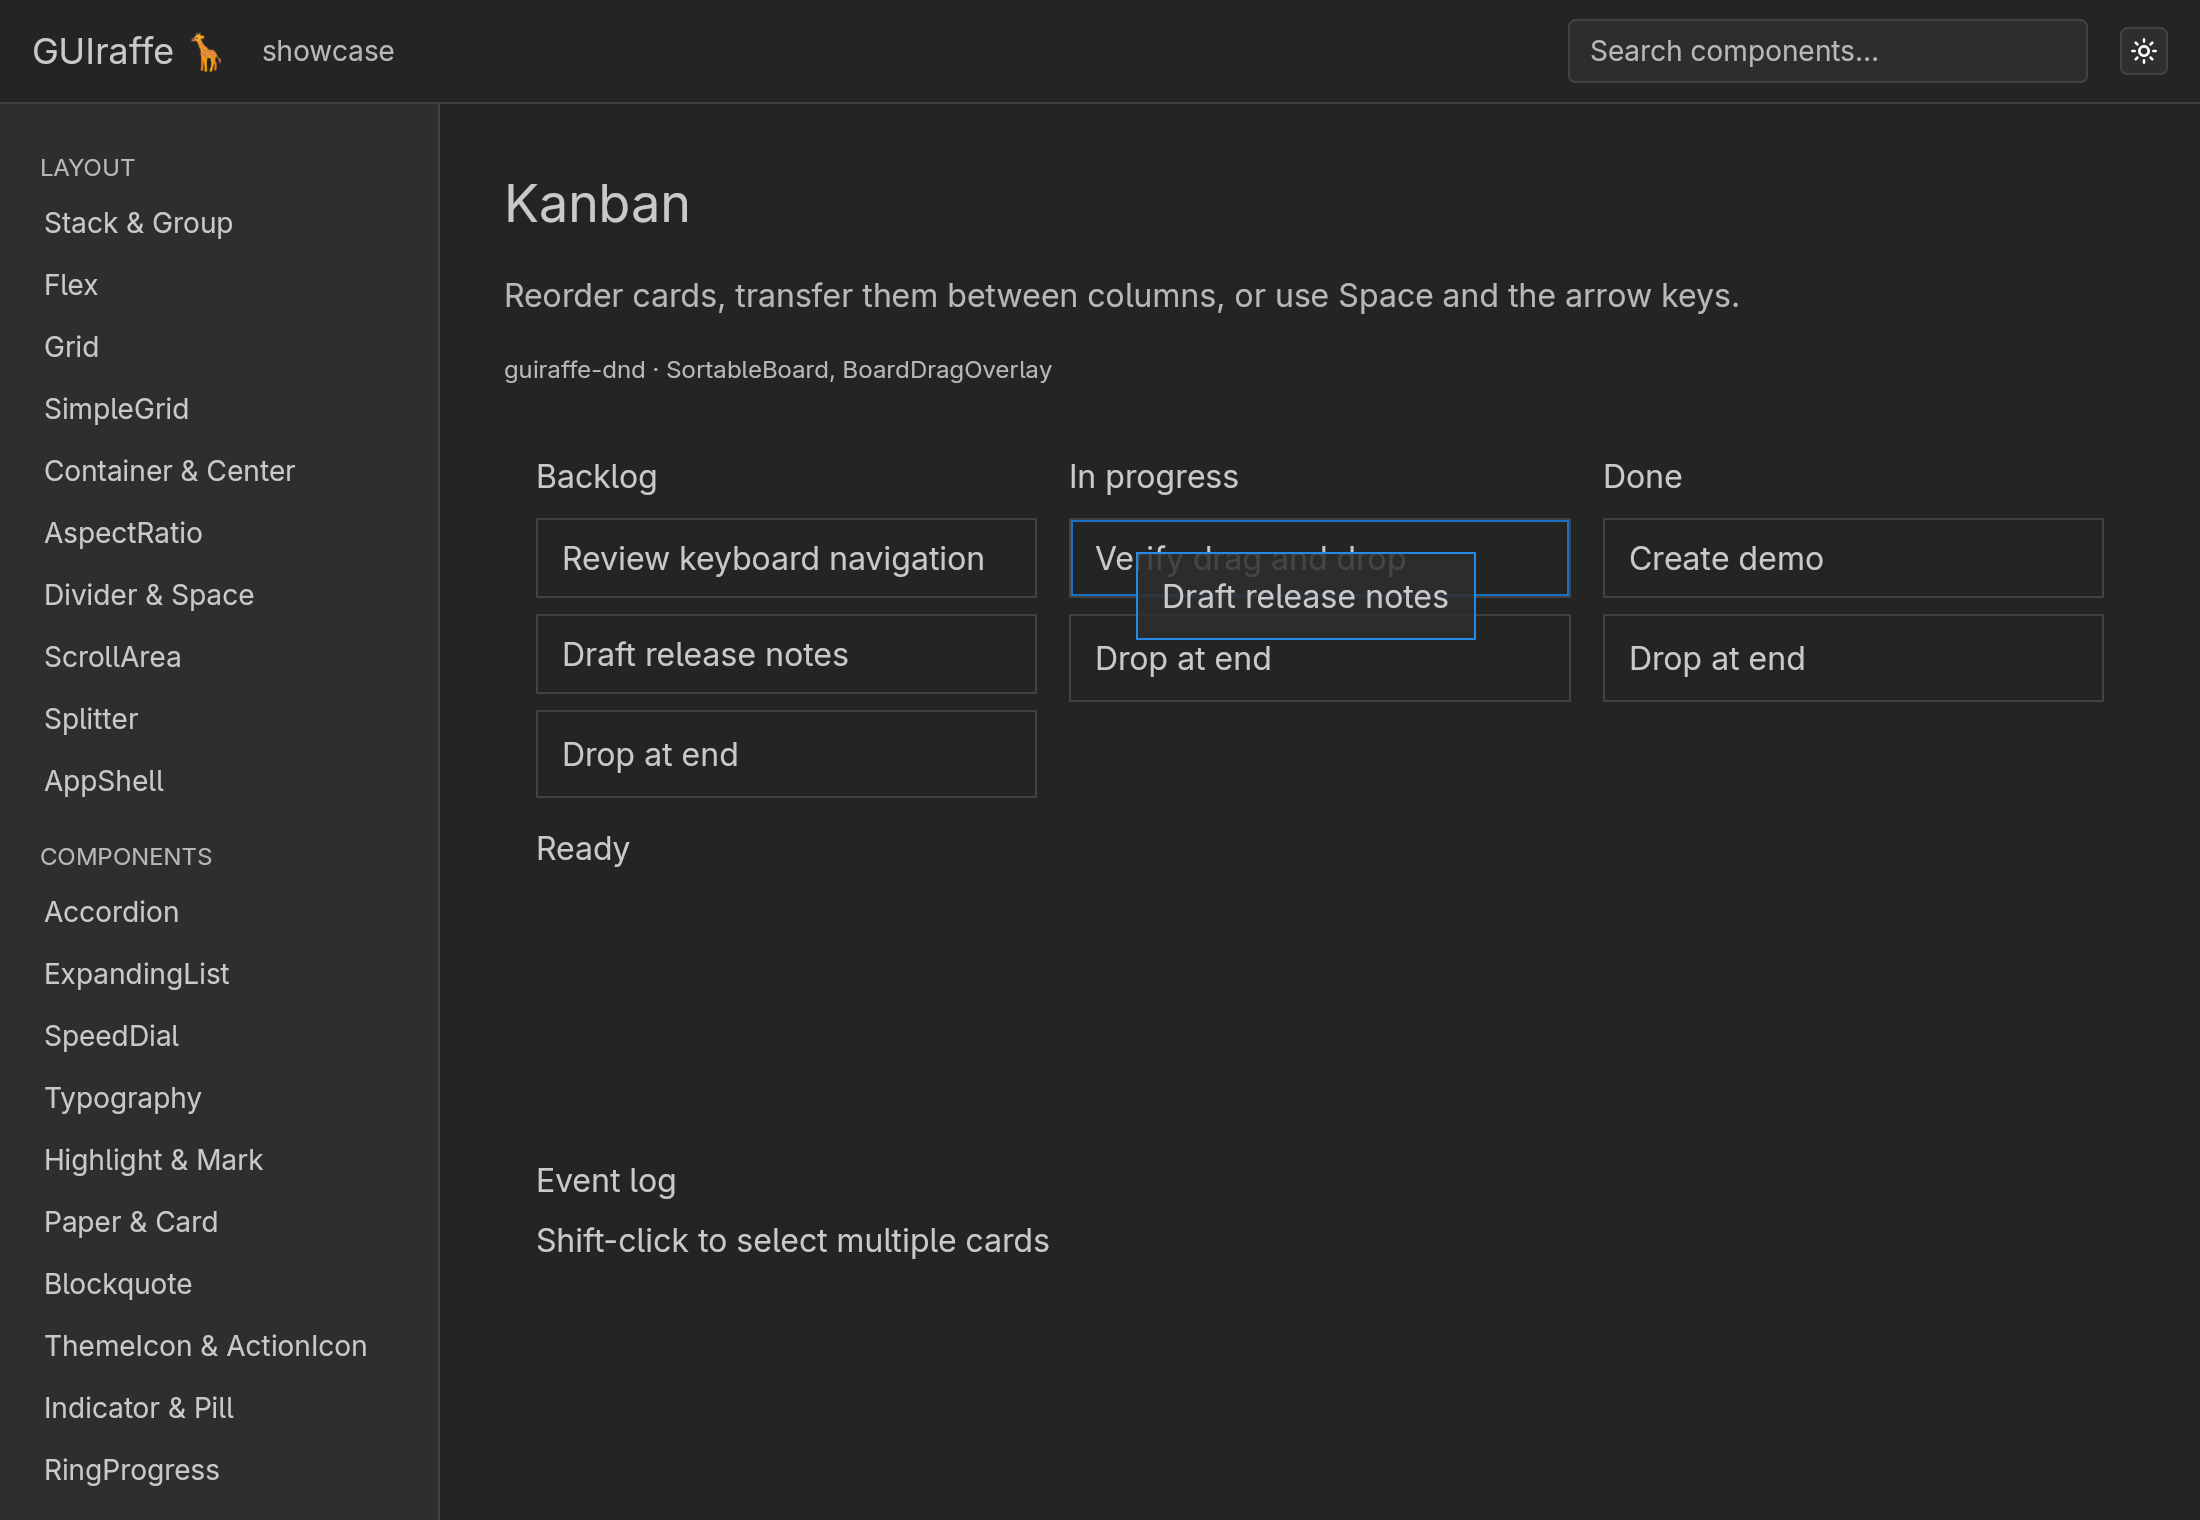 GUIraffe 🦒 showcase
Search components...
LAYOUT
Stack & Group
Flex
Grid
SimpleGrid
Container & Center
AspectRatio
Divider & Space
ScrollArea
Splitter
AppShell
COMPONENTS
Accordion
ExpandingList
SpeedDial
Typography
Highlight & Mark
Paper & Card
Blockquote
ThemeIcon & ActionIcon
Indicator & Pill
RingProgress
Kanban
Reorder cards, transfer them between columns, or use Space and the arrow keys.
guiraffe-dnd · SortableBoard, BoardDragOverlay
Backlog
Review keyboard navigation
Draft release notes
Drop at end
In progress
Verify drag and drop
Draft release notes
Drop at end
Done
Create demo
Drop at end
Ready
Event log
Shift-click to select multiple cards